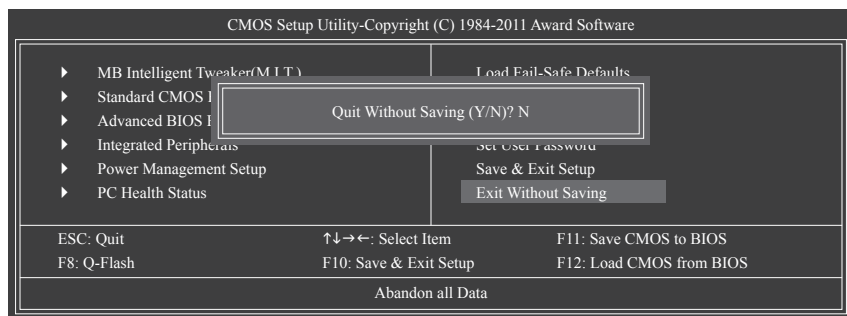 CMOS Setup Utility-Copyright (C) 1984-2011 Award Software
MB Intelligent Tweaker(M.I.T.)
Standard CMOS
Advanced BIOS
Integrated Peripherals
Power Management Setup
PC Health Status
Load Fail-Safe Defaults
Set User Password
Save & Exit Setup
Exit Without Saving
Quit Without Saving (Y/N)? N
ESC: Quit ↑↓→←: Select Item F11: Save CMOS to BIOS
F8: Q-Flash F10: Save & Exit Setup F12: Load CMOS from BIOS
Abandon all Data